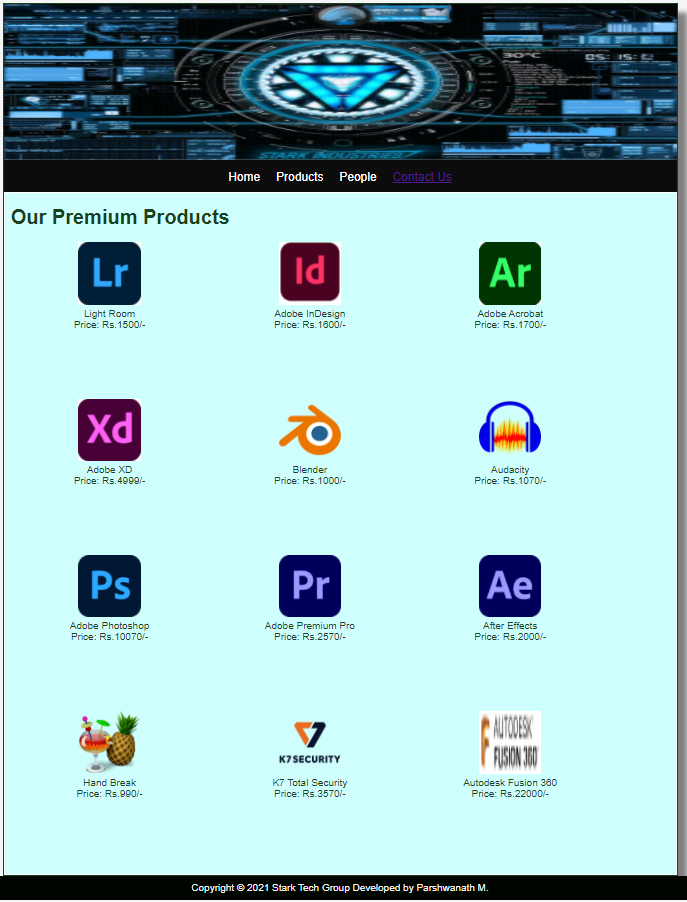 30°C
05:15:
STARK INDUSTRIES
Home Products People Contact Us
Our Premium Products
Lr
Light Room
Price: Rs.1500/-
Id
Adobe InDesign
Price: Rs.1600/-
Ar
Adobe Acrobat
Price: Rs.1700/-
Xd
Adobe XD
Price: Rs.4999/-
Blender
Price: Rs.1000/-
Audacity
Price: Rs.1070/-
Ps
Adobe Photoshop
Price: Rs.10070/-
Pr
Adobe Premium Pro
Price: Rs.2570/-
Ae
After Effects
Price: Rs.2000/-
Hand Break
Price: Rs.990/-
K7 SECURITY
K7 Total Security
Price: Rs.3570/-
AUTODESK
FUSION 360°
Autodesk Fusion 360
Price: Rs.22000/-
Copyright © 2021 Stark Tech Group Developed by Parshwanath M.